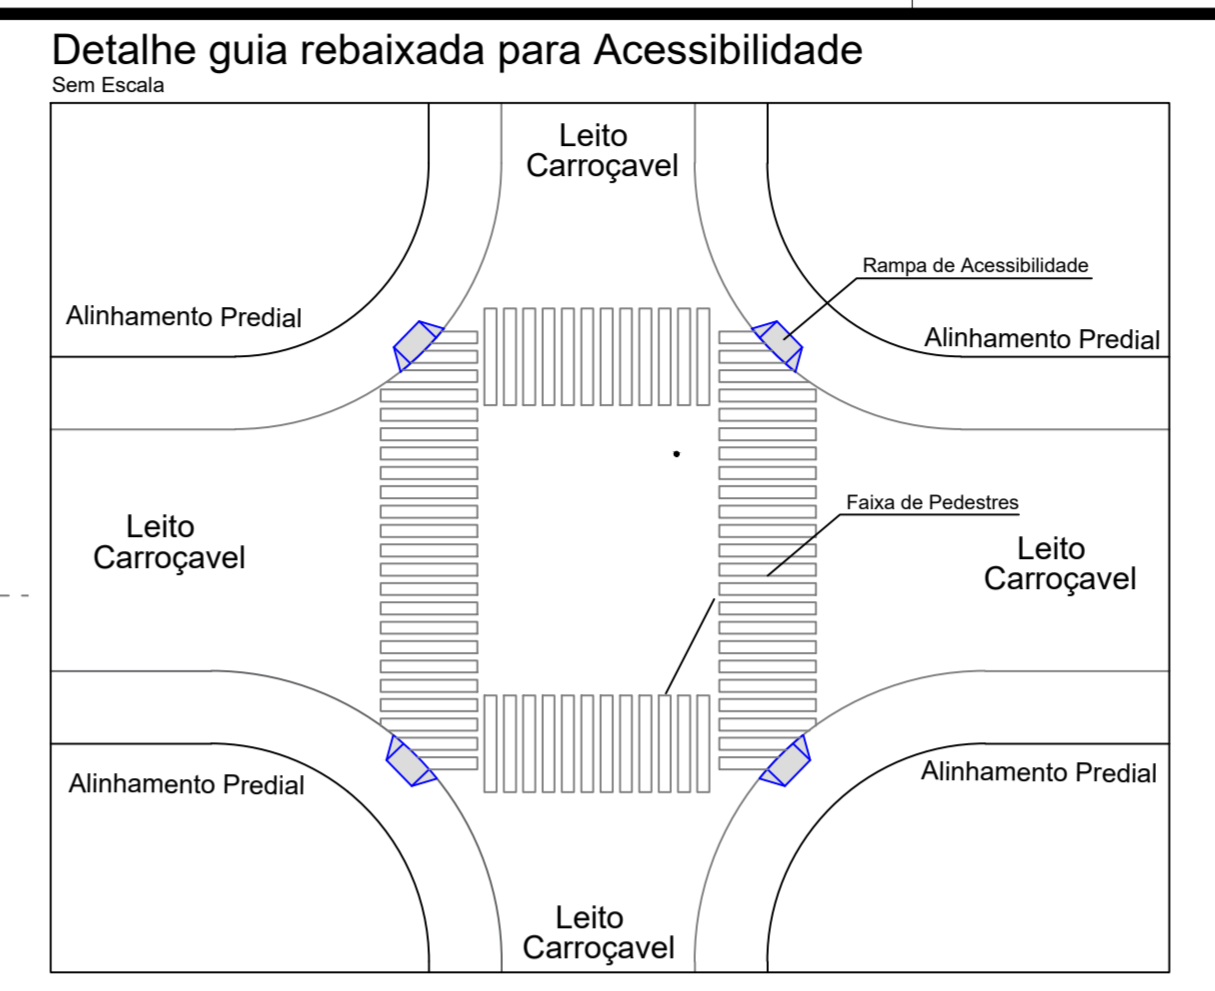 Detalhe guia rebaixada para Acessibilidade
Sem Escala
Leito
Carroçavel
Rampa de Acessibilidade
Alinhamento Predial
Alinhamento Predial
Faixa de Pedestres
Leito
Carroçavel
Leito
Carroçavel
Alinhamento Predial
Alinhamento Predial
Leito
Carroçavel